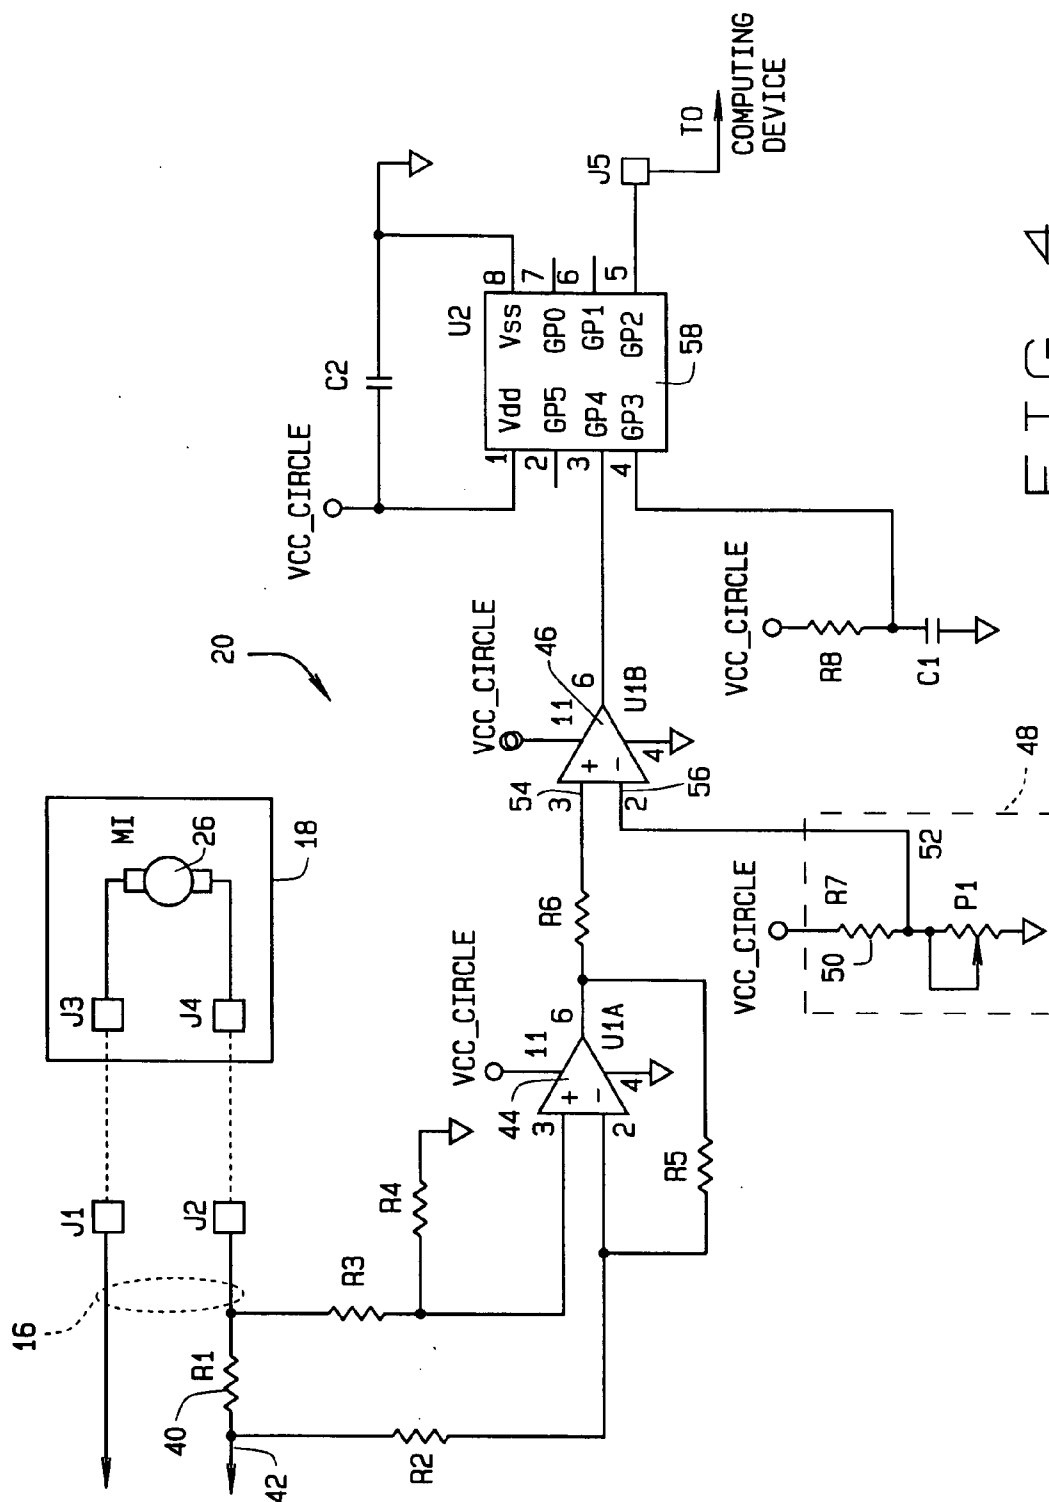 16
J1
J3
MI
26
18
J4
J2
40
R1
42
R3
R4
R2
20
VCC_CIRCLE
11
44
3
+
6
2
-
4
U1A
R5
R6
VCC_CIRCLE
11
46
54
3
+
6
2
-
4
U1B
56
VCC_CIRCLE
C2
U2
1
Vdd
Vss
8
2
GP5
GP0
7
3
GP4
GP1
6
4
GP3
GP2
5
58
J5
TO
COMPUTING
DEVICE
VCC_CIRCLE
R8
C1
VCC_CIRCLE
R7
50
52
P1
48
FIG 4